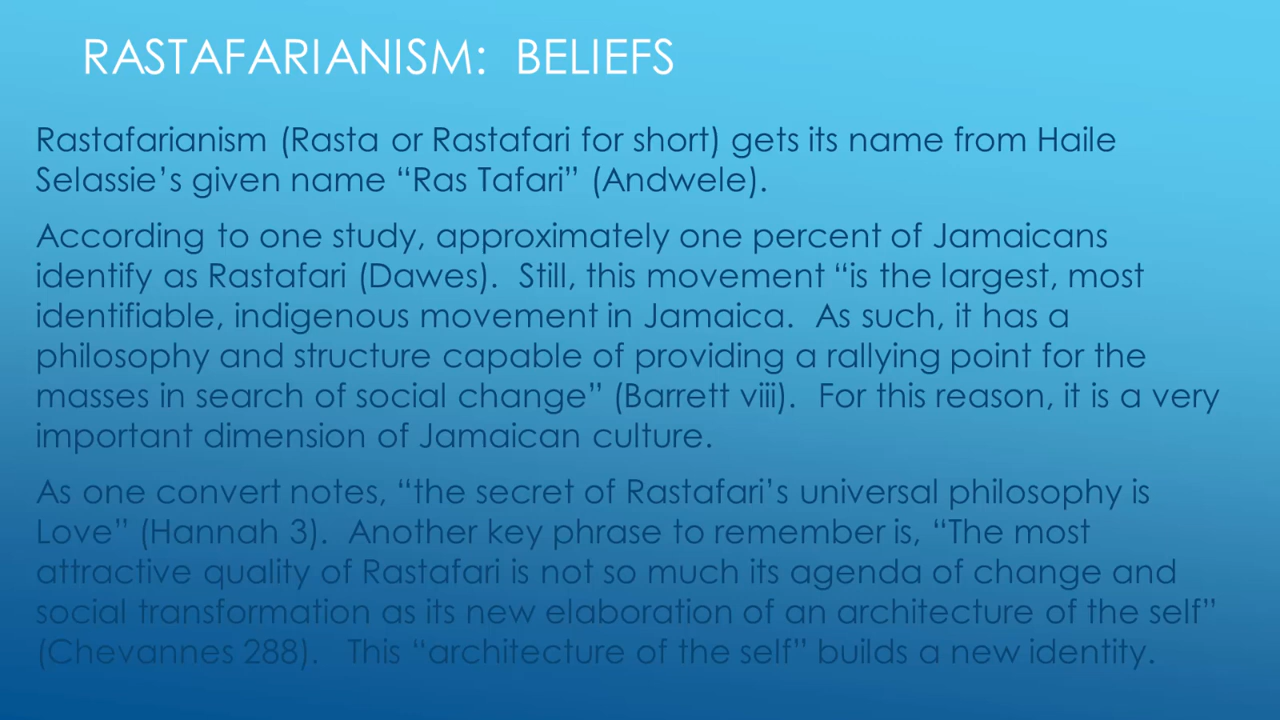 RASTAFARIANISM: BELIEFS
Rastafarianism (Rasta or Rastafari for short) gets its name from Haile
Selassie’s given name “Ras Tafari” (Andwele).
According to one study, approximately one percent of Jamaicans
identify as Rastafari (Dawes). Still, this movement “is the largest, most
identifiable, indigenous movement in Jamaica. As such, it has a
philosophy and structure capable of providing a rallying point for the
masses in search of social change” (Barrett viii). For this reason, it is a very
important dimension of Jamaican culture.
As one convert notes, “the secret of Rastafari’s universal philosophy is
Love” (Hannah 3). Another key phrase to remember is, “The most
attractive quality of Rastafari is not so much its agenda of change and
social transformation as its new elaboration of an architecture of the self”
(Chevannes 288). This “architecture of the self” builds a new identity.